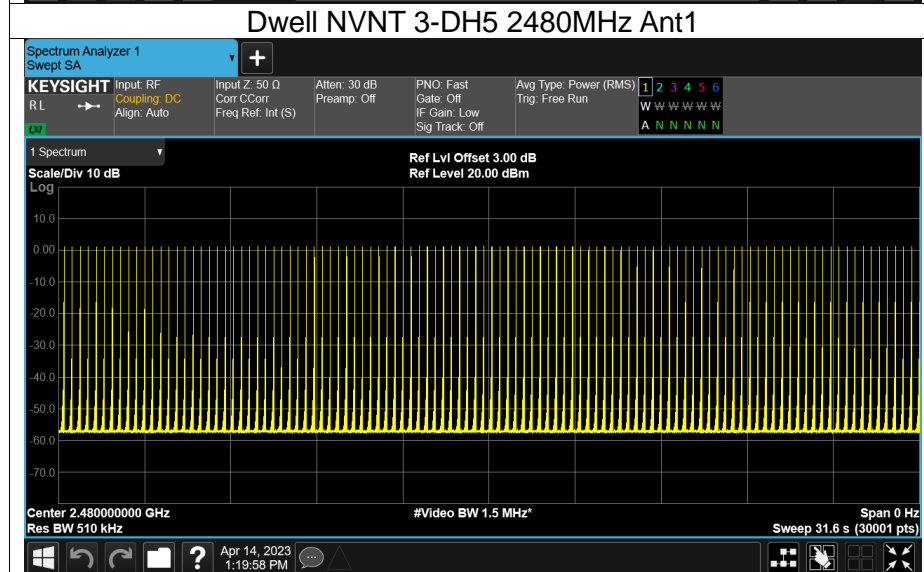 Dwell NVNT 3-DH5 2480MHz Ant1
Spectrum Analyzer 1
Swept SA
+
KEYSIGHT Input: RF Input Z: 50 Ω Atten: 30 dB PNO: Fast Avg Type: Power (RMS) 1 2 3 4 5 6
R L Coupling: DC Corr CCorr Preamp: Off Gate: Off Trig: Free Run W W W W W W
Align: Auto Freq Ref: Int (S) IF Gain: Low
LXI Sig Track: Off A N N N N N
1 Spectrum Ref Lvl Offset 3.00 dB
Scale/Div 10 dB Ref Level 20.00 dBm
Log
10.0
0.00
-10.0
-20.0
-30.0
-40.0
-50.0
-60.0
-70.0
Center 2.480000000 GHz #Video BW 1.5 MHz* Span 0 Hz
Res BW 510 kHz Sweep 31.6 s (30001 pts)
? Apr 14, 2023
1:19:58 PM